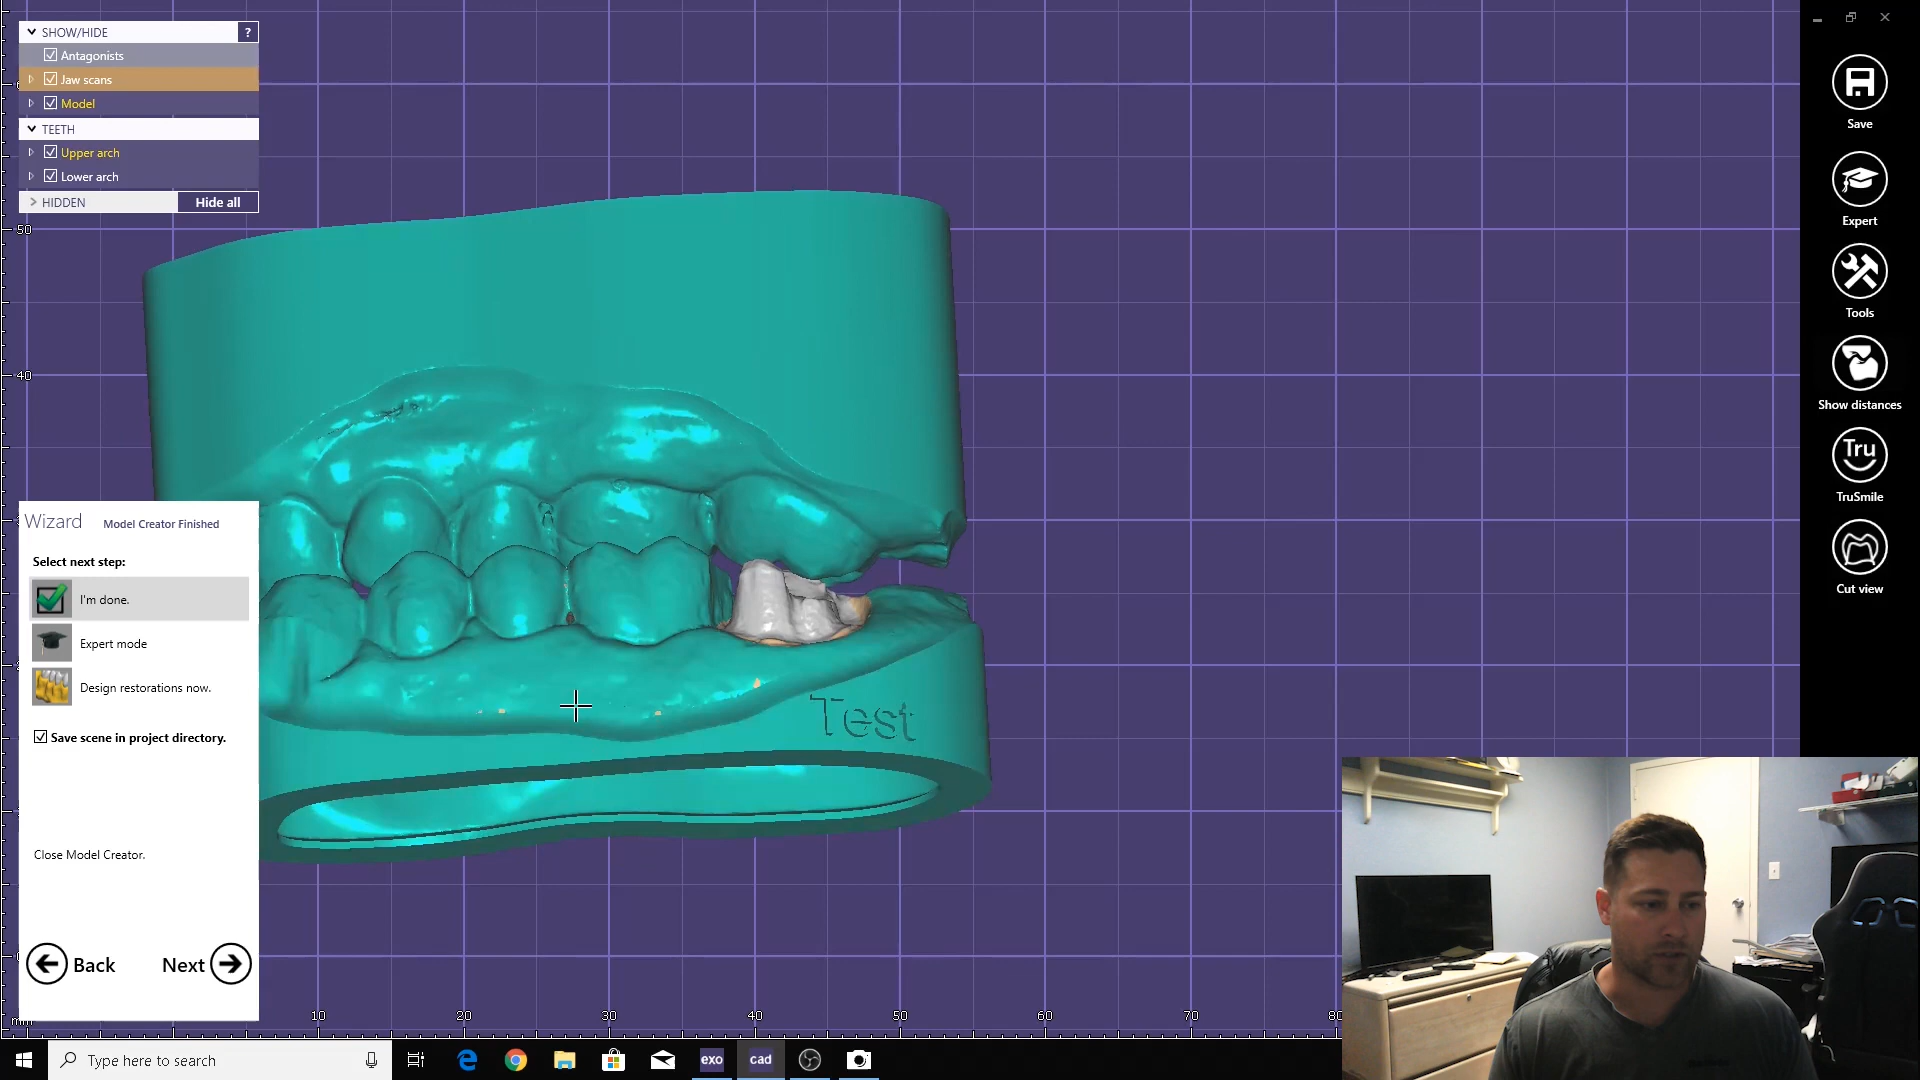 SHOW/HIDE ?
Antagonists
Jaw scans
Model
TEETH
Upper arch
Lower arch
HIDDEN Hide all
50
40
Wizard Model Creator Finished
Select next step:
I'm done.
Expert mode
Design restorations now.
Save scene in project directory.
Close Model Creator.
Back Next
Test
10 20 30 40 50 60 70 80
Save
Expert
Tools
Show distances
Tru
TruSmile
Cut view
Type here to search
exo cad